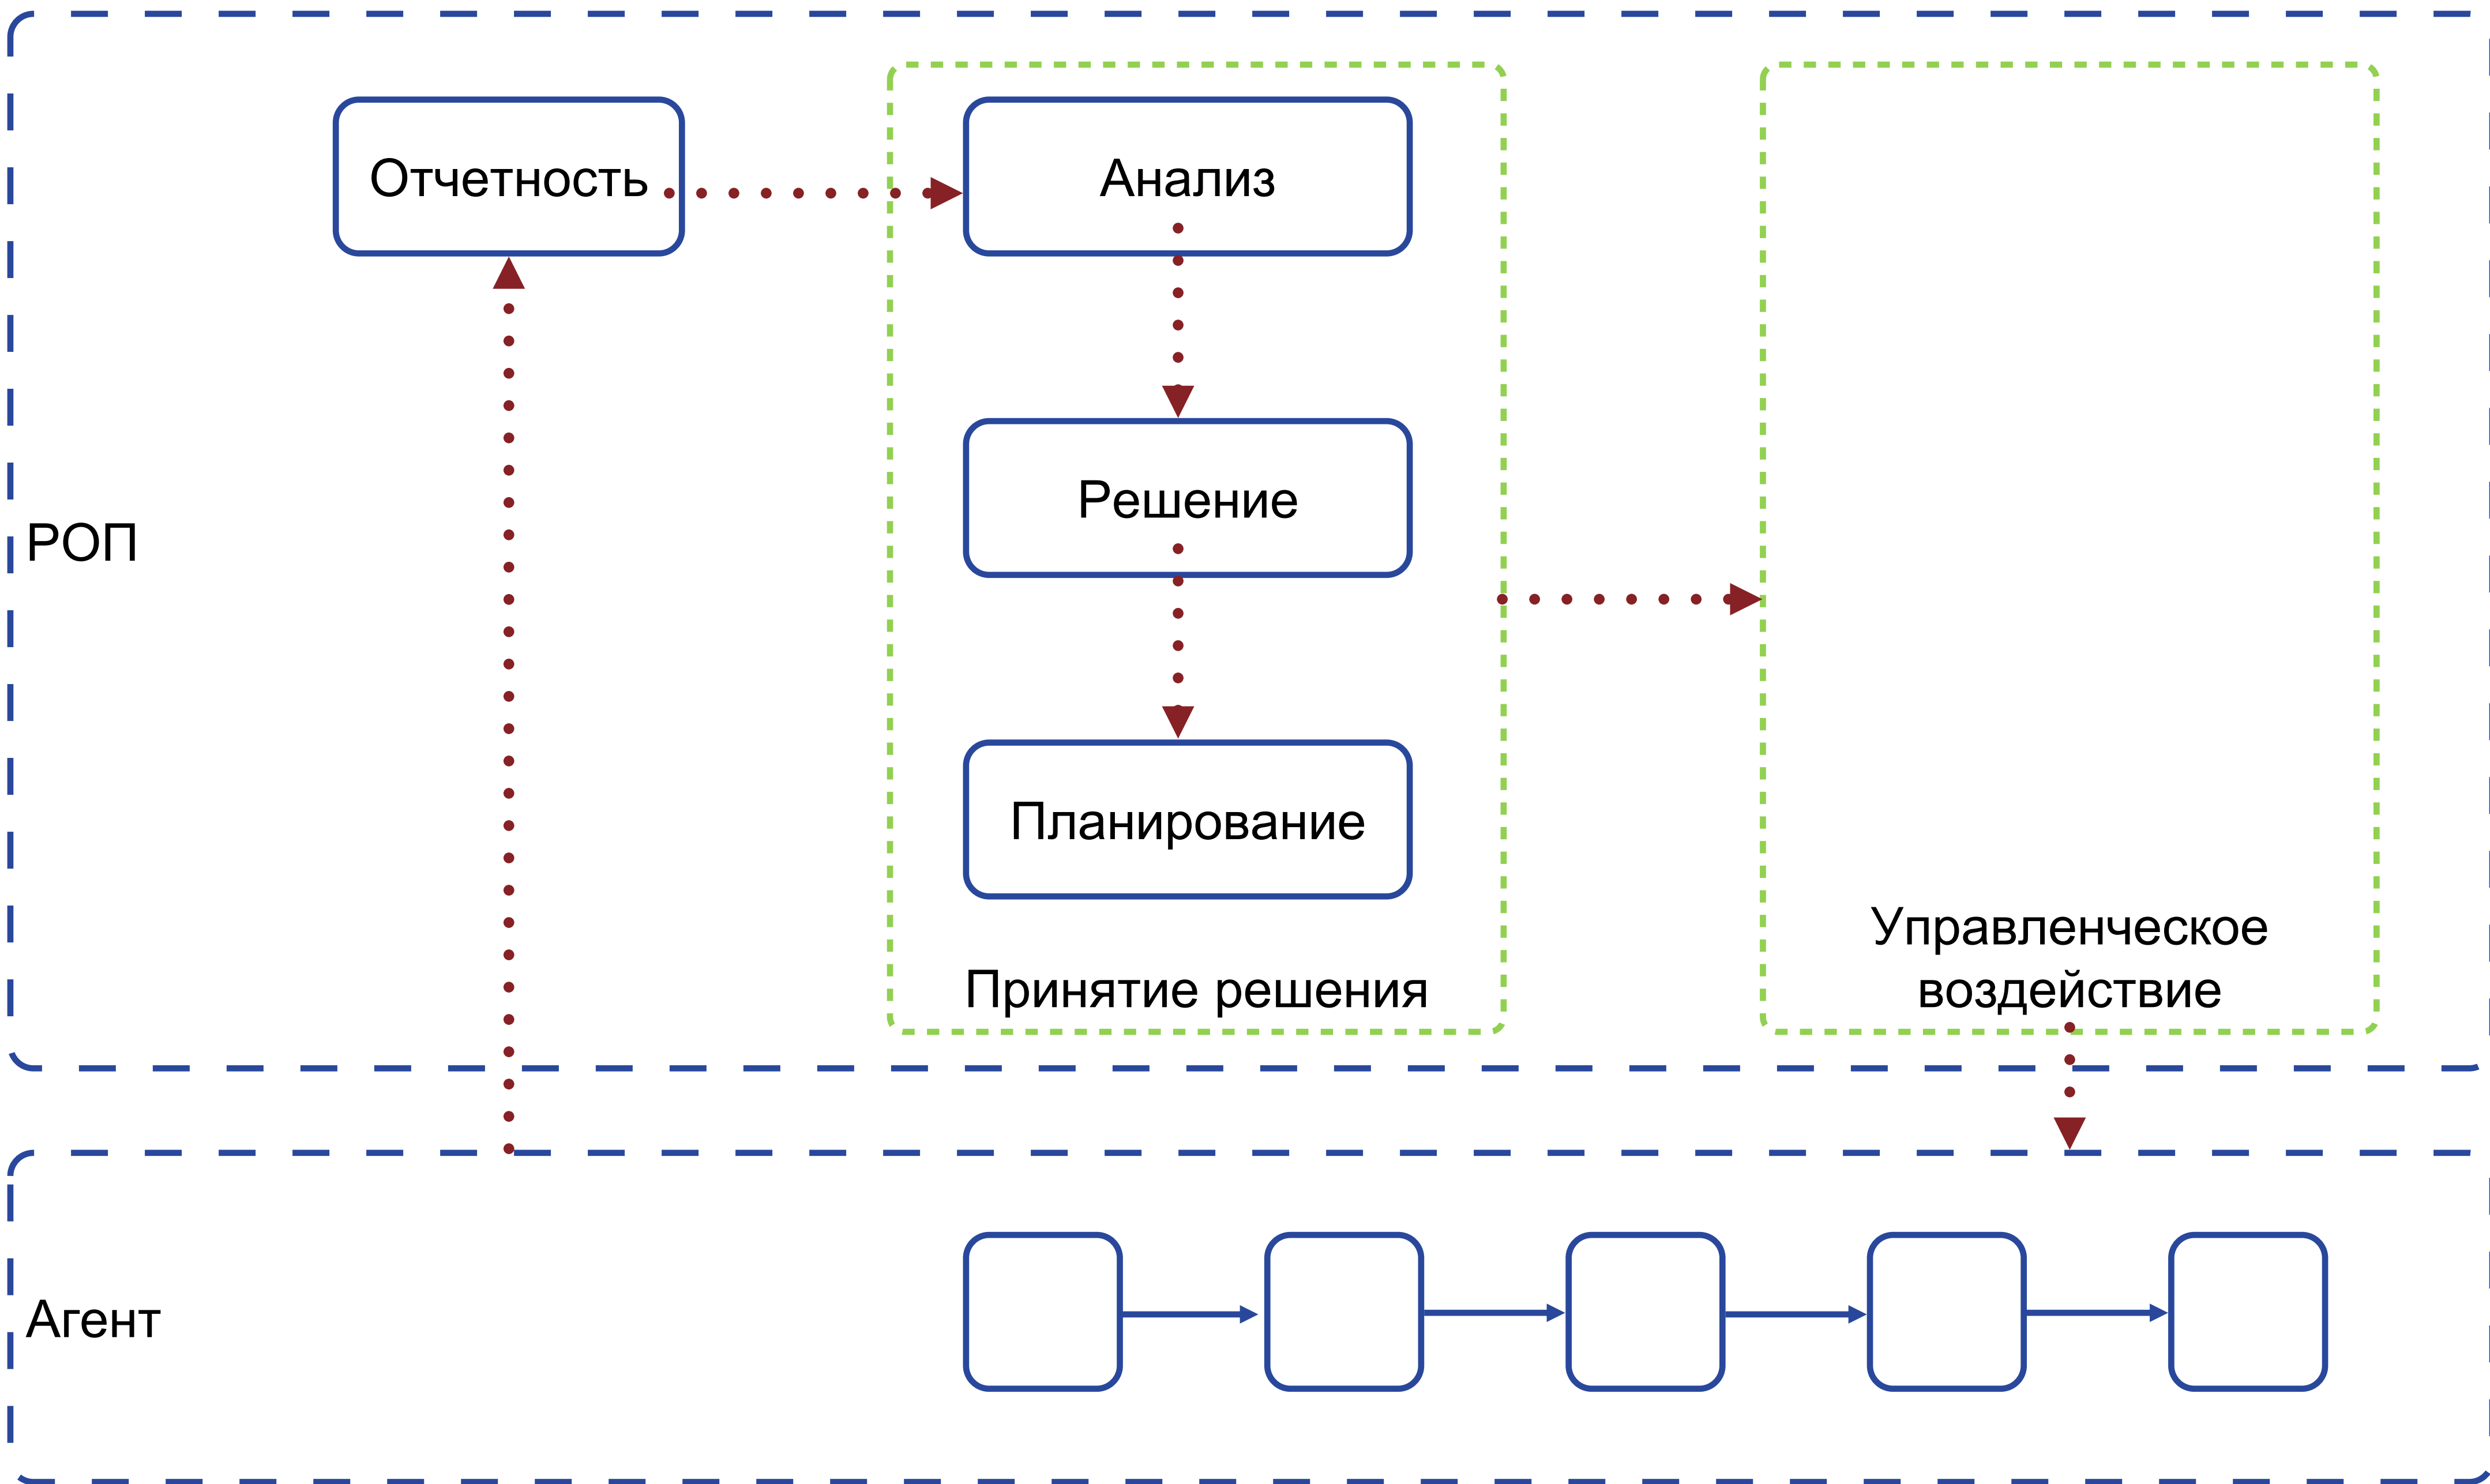 Отчетность
Анализ
Решение
РОП
Планирование
Управленческое
воздействие
Принятие решения
Агент